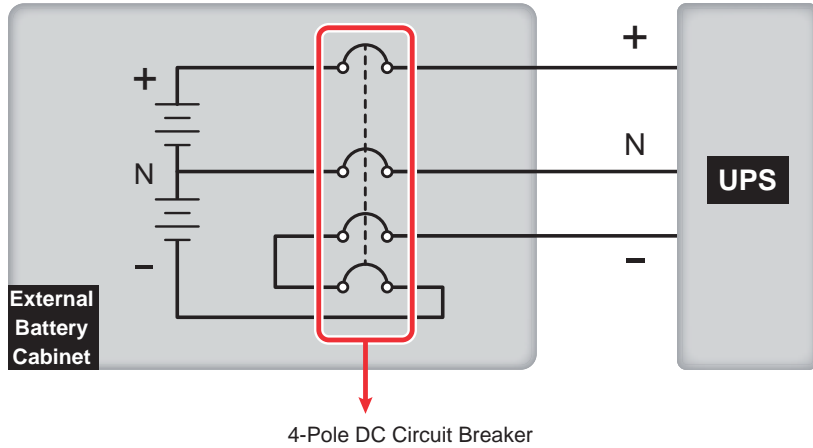 +
+
N
N
UPS
–
–
External
Battery
Cabinet
4-Pole DC Circuit Breaker